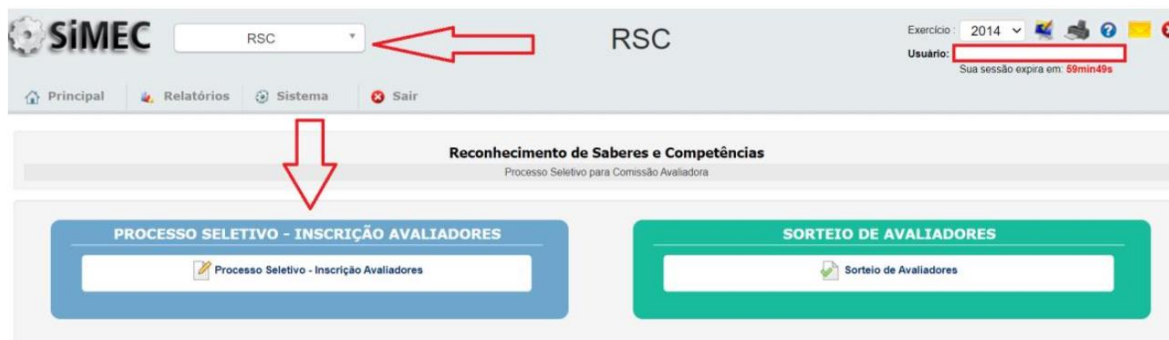 SiMEC
RSC
RSC
Exercício : 2014
Usuário:
Sua sessão expira em: 59min49s
Principal
Relatórios
Sistema
Sair
Reconhecimento de Saberes e Competências
Processo Seletivo para Comissão Avaliadora
PROCESSO SELETIVO - INSCRIÇÃO AVALIADORES
Processo Seletivo - Inscrição Avaliadores
SORTEIO DE AVALIADORES
Sorteio de Avaliadores